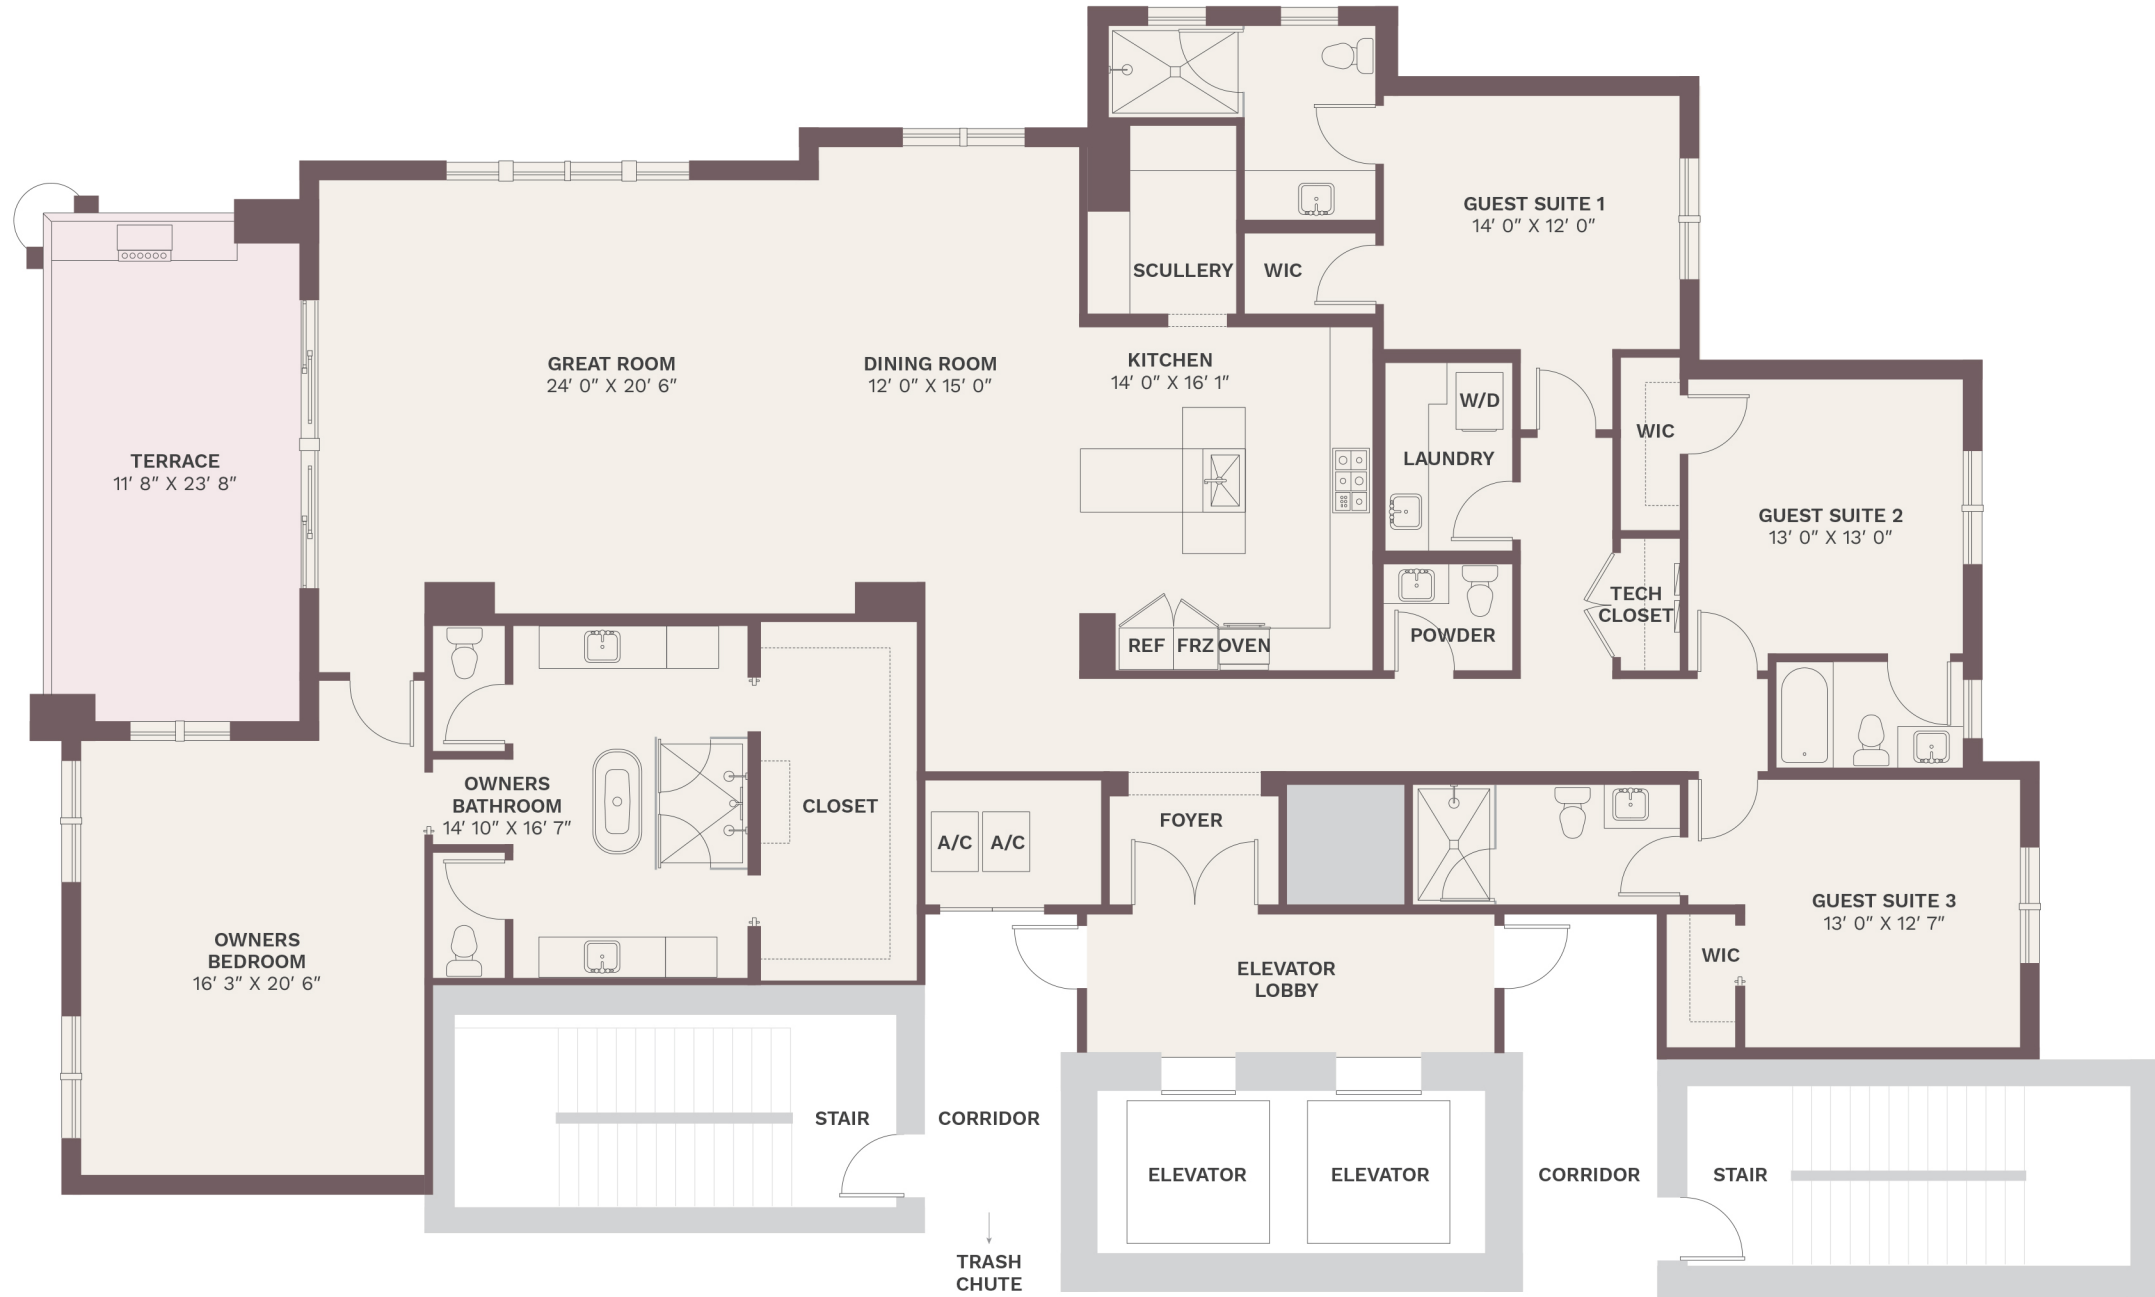 GUEST SUITE 1
14′ 0″ X 12′ 0″
SCULLERY
WIC
GREAT ROOM
24′ 0″ X 20′ 6″
DINING ROOM
12′ 0″ X 15′ 0″
KITCHEN
14′ 0″ X 16′ 1″
W/D
LAUNDRY
WIC
TERRACE
11′ 8″ X 23′ 8″
GUEST SUITE 2
13′ 0″ X 13′ 0″
TECH
CLOSET
POWDER
REF
FRZ
OVEN
OWNERS
BATHROOM
14′ 10″ X 16′ 7″
CLOSET
A/C
A/C
FOYER
GUEST SUITE 3
13′ 0″ X 12′ 7″
WIC
OWNERS
BEDROOM
16′ 3″ X 20′ 6″
ELEVATOR
LOBBY
STAIR
CORRIDOR
ELEVATOR
ELEVATOR
CORRIDOR
STAIR
TRASH
CHUTE